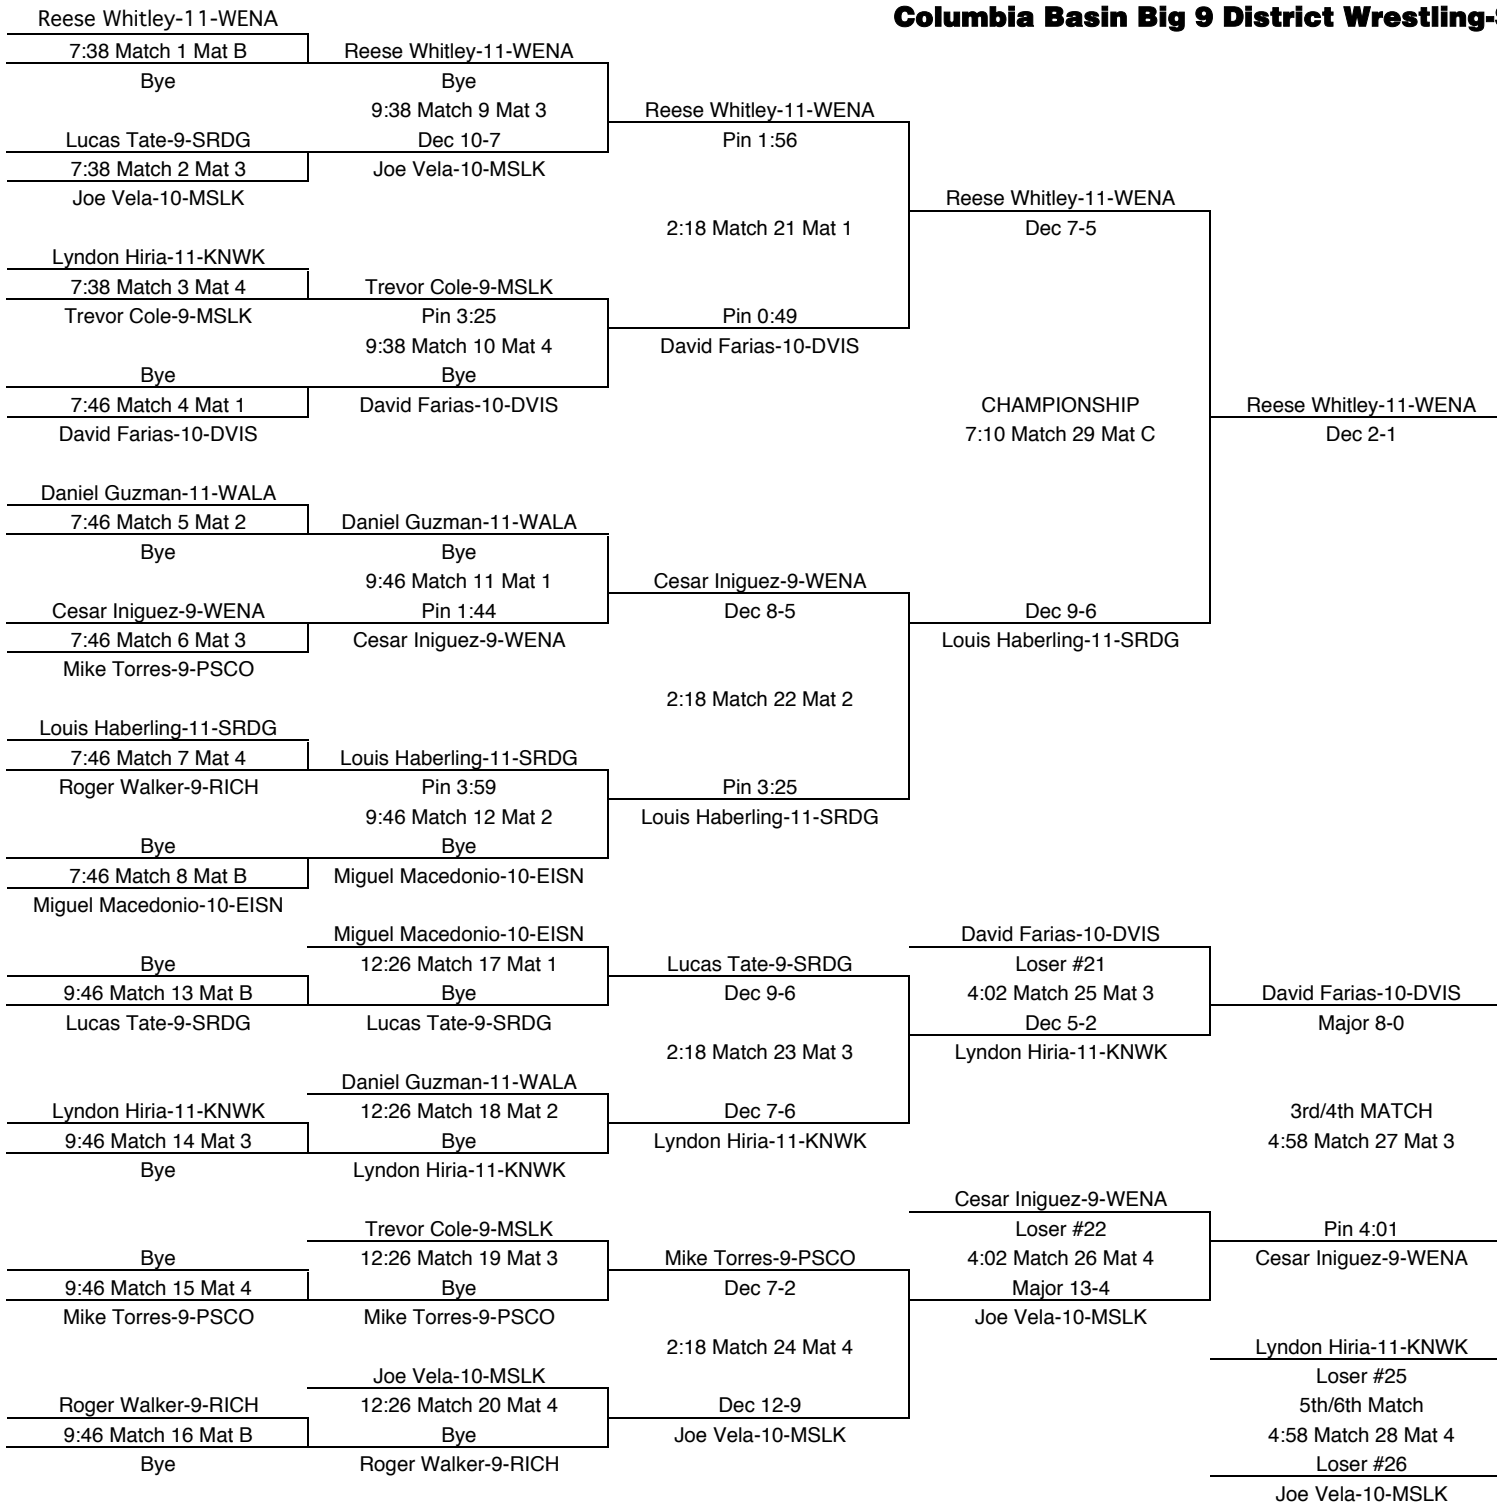 Columbia Basin Big 9 District Wrestling-
Reese Whitley-11-WENA
7:38 Match 1 Mat B
Bye
Lucas Tate-9-SRDG
7:38 Match 2 Mat 3
Joe Vela-10-MSLK
Lyndon Hiria-11-KNWK
7:38 Match 3 Mat 4
Trevor Cole-9-MSLK
Bye
7:46 Match 4 Mat 1
David Farias-10-DVIS
Daniel Guzman-11-WALA
7:46 Match 5 Mat 2
Bye
Cesar Iniguez-9-WENA
7:46 Match 6 Mat 3
Mike Torres-9-PSCO
Louis Haberling-11-SRDG
7:46 Match 7 Mat 4
Roger Walker-9-RICH
Bye
7:46 Match 8 Mat B
Miguel Macedonio-10-EISN
Reese Whitley-11-WENA
Bye
9:38 Match 9 Mat 3
Dec 10-7
Joe Vela-10-MSLK
Trevor Cole-9-MSLK
Pin 3:25
9:38 Match 10 Mat 4
Bye
David Farias-10-DVIS
Daniel Guzman-11-WALA
Bye
9:46 Match 11 Mat 1
Pin 1:44
Cesar Iniguez-9-WENA
Louis Haberling-11-SRDG
Pin 3:59
9:46 Match 12 Mat 2
Bye
Miguel Macedonio-10-EISN
Reese Whitley-11-WENA
Pin 1:56
2:18 Match 21 Mat 1
Pin 0:49
David Farias-10-DVIS
Cesar Iniguez-9-WENA
Dec 8-5
2:18 Match 22 Mat 2
Pin 3:25
Louis Haberling-11-SRDG
Reese Whitley-11-WENA
Dec 7-5
CHAMPIONSHIP
7:10 Match 29 Mat C
Dec 9-6
Louis Haberling-11-SRDG
Reese Whitley-11-WENA
Dec 2-1
Bye
9:46 Match 13 Mat B
Lucas Tate-9-SRDG
Lyndon Hiria-11-KNWK
9:46 Match 14 Mat 3
Bye
Bye
9:46 Match 15 Mat 4
Mike Torres-9-PSCO
Roger Walker-9-RICH
9:46 Match 16 Mat B
Bye
Miguel Macedonio-10-EISN
12:26 Match 17 Mat 1
Bye
Lucas Tate-9-SRDG
Daniel Guzman-11-WALA
12:26 Match 18 Mat 2
Bye
Lyndon Hiria-11-KNWK
Trevor Cole-9-MSLK
12:26 Match 19 Mat 3
Bye
Mike Torres-9-PSCO
Joe Vela-10-MSLK
12:26 Match 20 Mat 4
Bye
Roger Walker-9-RICH
Lucas Tate-9-SRDG
Dec 9-6
2:18 Match 23 Mat 3
Dec 7-6
Lyndon Hiria-11-KNWK
Mike Torres-9-PSCO
Dec 7-2
2:18 Match 24 Mat 4
Dec 12-9
Joe Vela-10-MSLK
David Farias-10-DVIS
Loser #21
4:02 Match 25 Mat 3
Dec 5-2
Lyndon Hiria-11-KNWK
Cesar Iniguez-9-WENA
Loser #22
4:02 Match 26 Mat 4
Major 13-4
Joe Vela-10-MSLK
David Farias-10-DVIS
Major 8-0
3rd/4th MATCH
4:58 Match 27 Mat 3
Pin 4:01
Cesar Iniguez-9-WENA
Lyndon Hiria-11-KNWK
Loser #25
5th/6th Match
4:58 Match 28 Mat 4
Loser #26
Joe Vela-10-MSLK